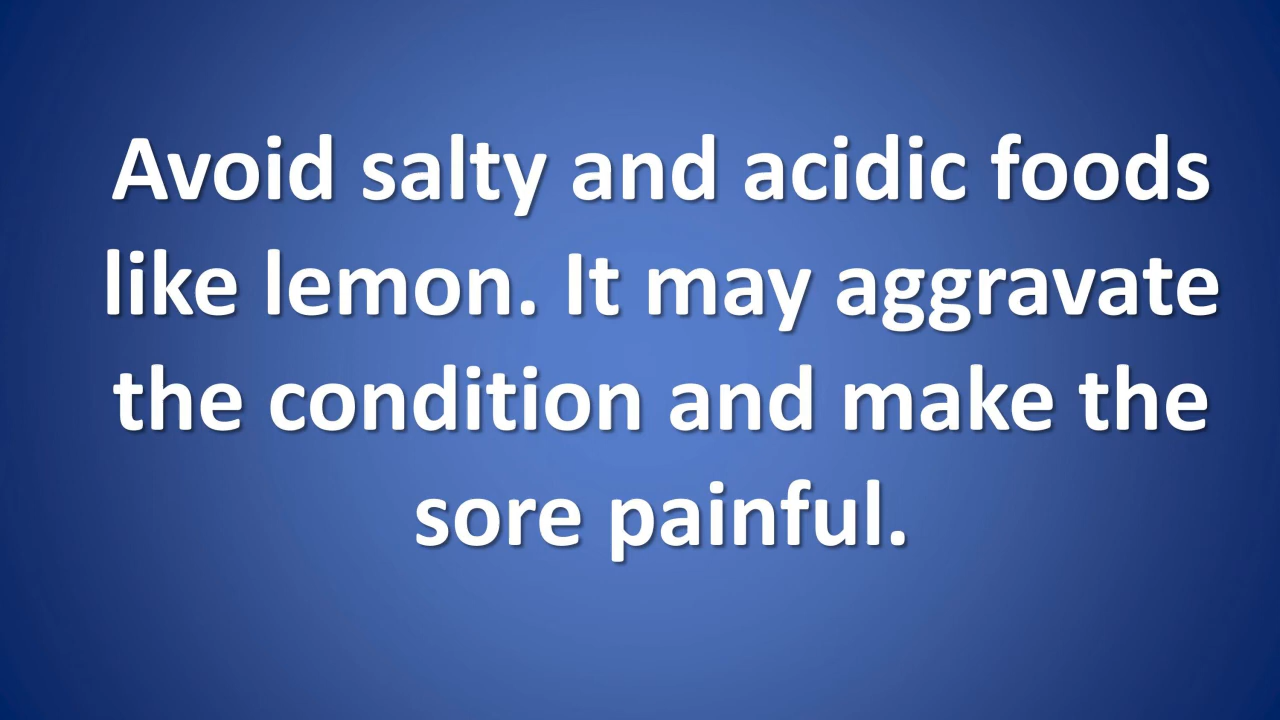 Avoid salty and acidic foods
like lemon. It may aggravate
the condition and make the
sore painful.